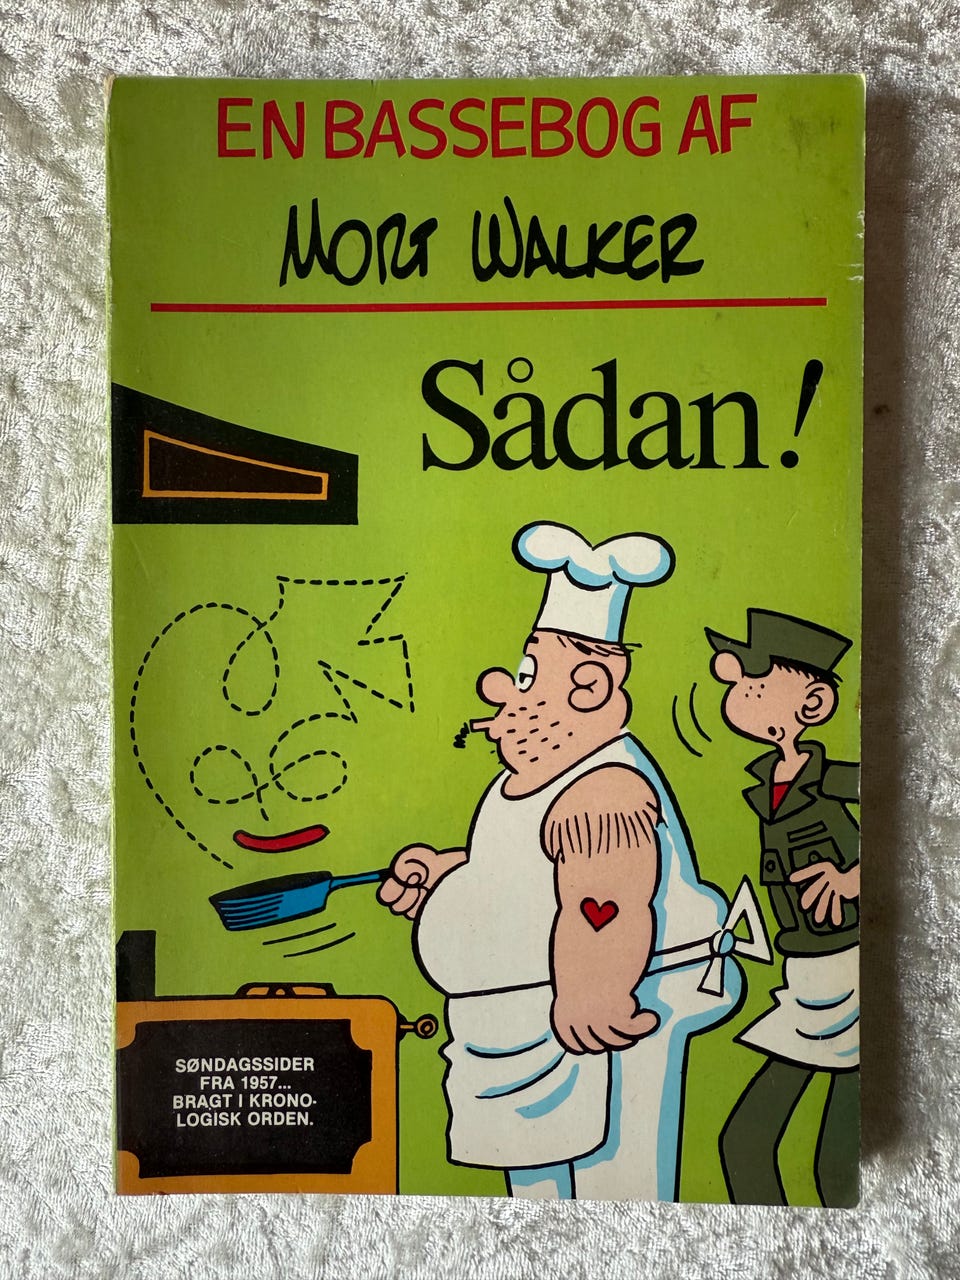 EN BASSEBOG AF
MORT WALKER
Sådan!
SØNDAGSSIDER
FRA 1957...
BRAGT I KRONO-
LOGISK ORDEN.